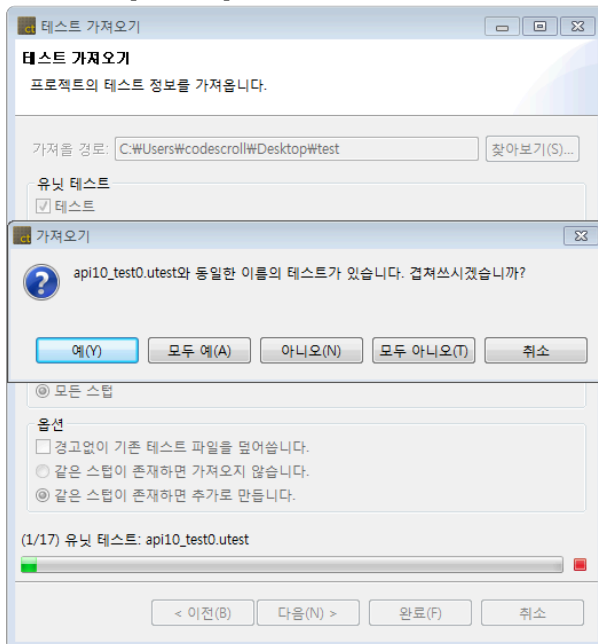 ct 테스트 가져오기
테스트 가져오기
프로젝트의 테스트 정보를 가져옵니다.
가져올 경로: C:₩Users₩codescroll₩Desktop₩test 찾아보기(S)...
유닛 테스트
테스트
ct 가져오기
api10_test0.utest와 동일한 이름의 테스트가 있습니다. 겹쳐쓰시겠습니까?
예(Y) 모두 예(A) 아니오(N) 모두 아니오(T) 취소
모든 스텁
옵션
경고없이 기존 테스트 파일을 덮어씁니다.
같은 스텁이 존재하면 가져오지 않습니다.
같은 스텁이 존재하면 추가로 만듭니다.
(1/17) 유닛 테스트: api10_test0.utest
< 이전(B) 다음(N) > 완료(F) 취소